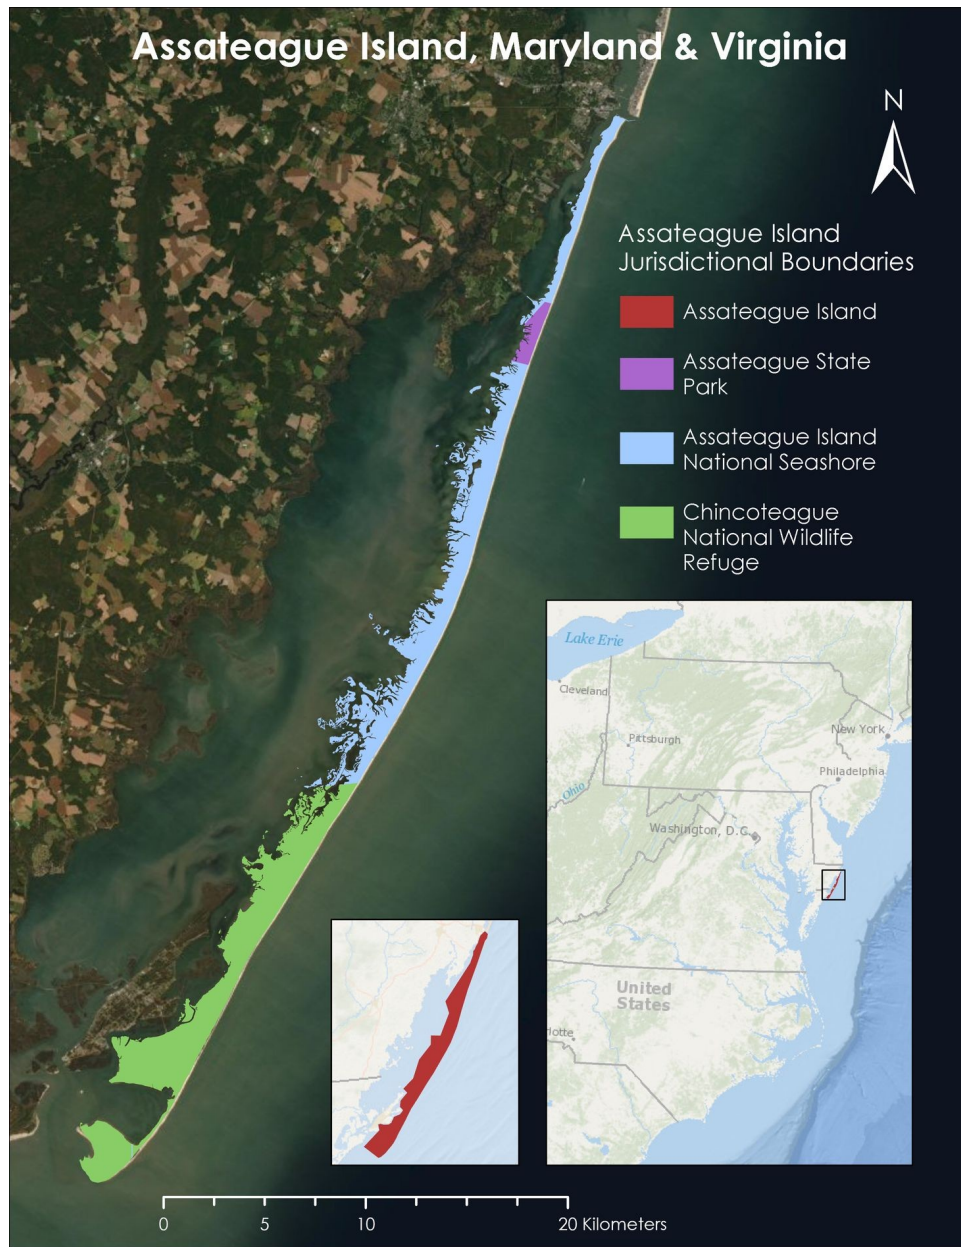 Assateague Island, Maryland & Virginia
N
Assateague Island
Jurisdictional Boundaries
Assateague Island
Assateague State
Park
Assateague Island
National Seashore
Chincoteague
National Wildlife
Refuge
Lake Erie
Cleveland
New York
Pittsburgh
Philadelphia
Ohio
Washington, D.C.
United
States
lotte
0
5
10
20 Kilometers